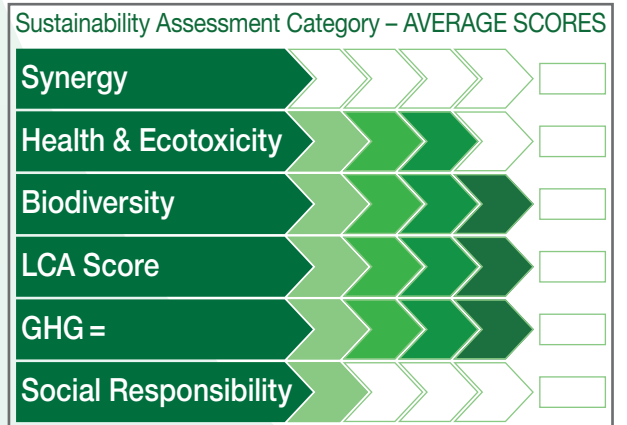 Sustainability Assessment Category – AVERAGE SCORES
Synergy
Health & Ecotoxicity
Biodiversity
LCA Score
GHG =
Social Responsibility